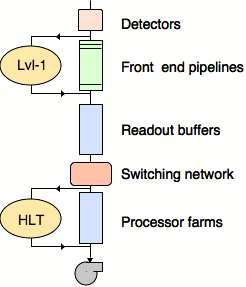 Detectors
Lvl-1
Front end pipelines
Readout buffers
Switching network
HLT
Processor farms